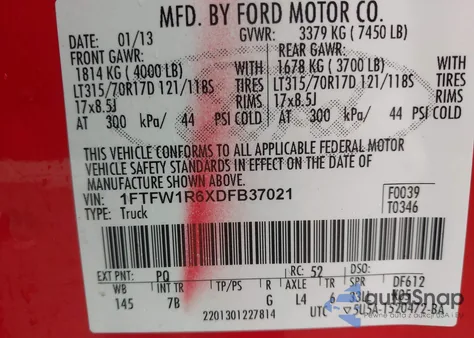 MFD. BY FORD MOTOR CO.
DATE: 01/13 GVWR: 3379 KG ( 7450 LB)
FRONT GAWR: REAR GAWR:
1814 KG ( 4000 LB) WITH 1678 KG ( 3700 LB) WITH
LT315/70R17D 121/118S TIRES LT315/70R17D 121/118S TIRES
17x8.5J RIMS 17x8.5J RIMS
AT 300 kPa/ 44 PSI COLD AT 300 kPa/ 44 PSI COLD
THIS VEHICLE CONFORMS TO ALL APPLICABLE FEDERAL MOTOR
VEHICLE SAFETY STANDARDS IN EFFECT ON THE DATE OF
MANUFACTURE SHOWN ABOVE.
VIN: 1FTFW1R6XDFB37021 F0039
TYPE: Truck T0346
EXT PNT: PQ RC: 52 DSO:
WB INT TR TP/PS R AXLE TR SPR DF612
145 7B G L4 6
2201301227814 UTC ▽5U5A-1520472-BA
autoSnap